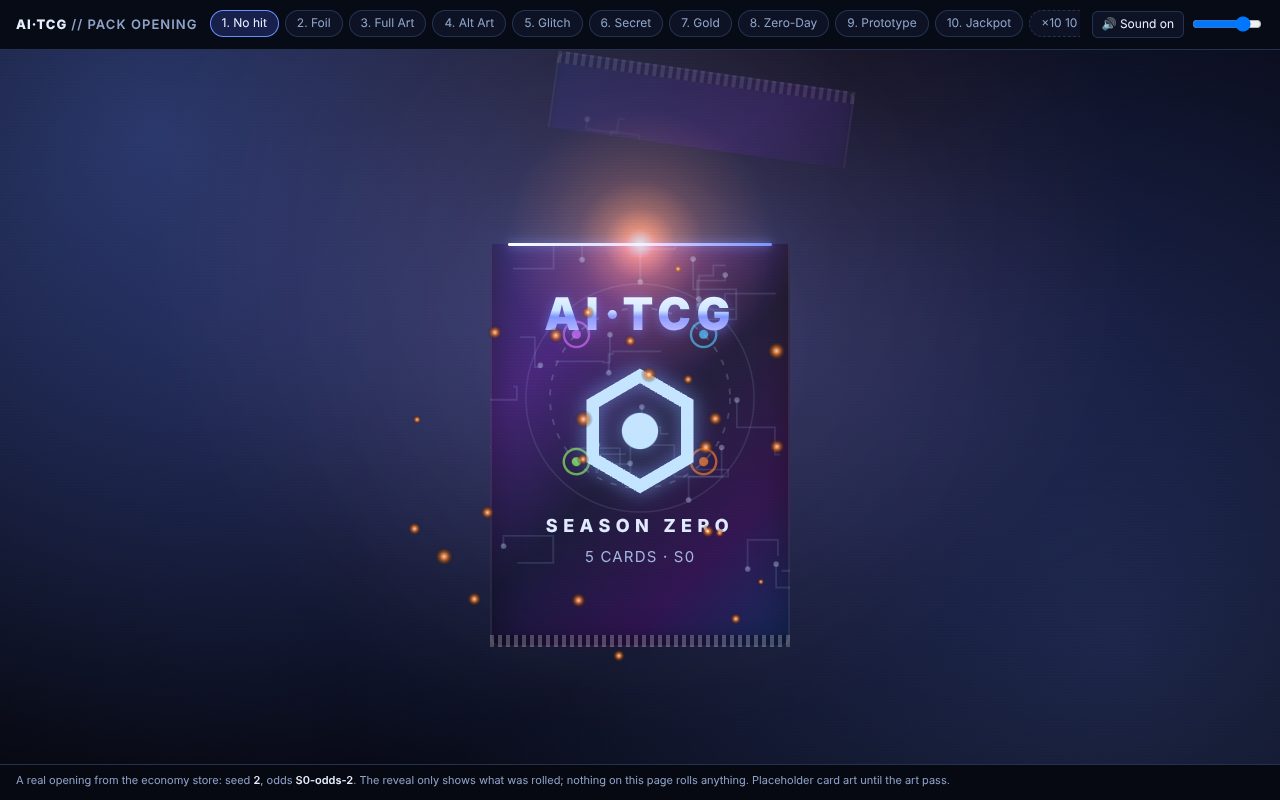 AI·TCG // PACK OPENING
1. No hit
2. Foil
3. Full Art
4. Alt Art
5. Glitch
6. Secret
7. Gold
8. Zero-Day
9. Prototype
10. Jackpot
×10 10
🔊 Sound on
AI·TCG
SEASON ZERO
5 CARDS · S0
A real opening from the economy store: seed 2, odds S0-odds-2. The reveal only shows what was rolled; nothing on this page rolls anything. Placeholder card art until the art pass.